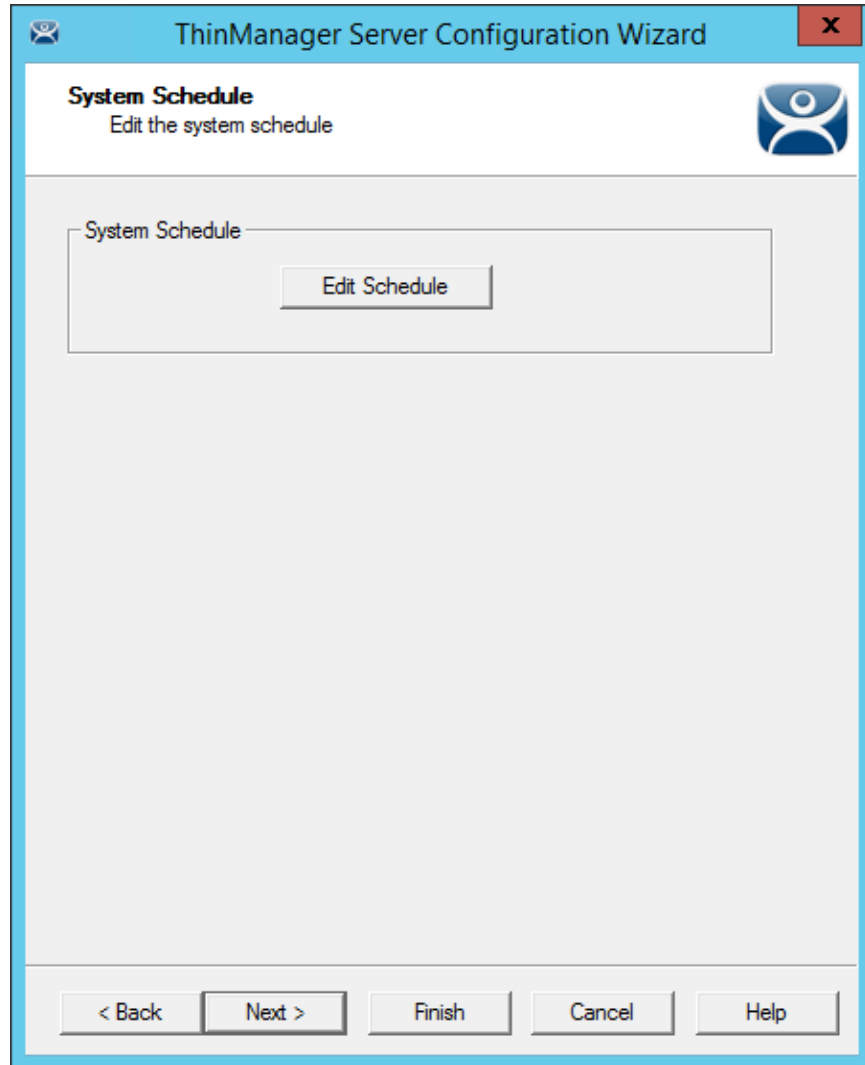 ThinManager Server Configuration Wizard
x
System Schedule
Edit the system schedule
System Schedule
Edit Schedule
< Back Next > Finish Cancel Help